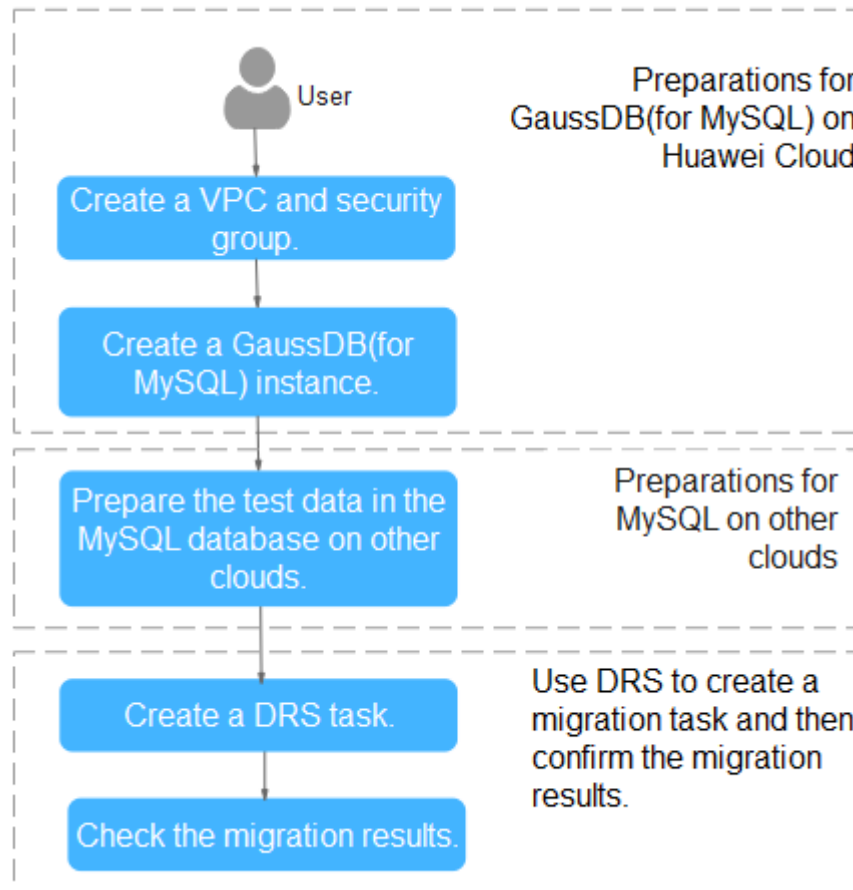 User
Preparations for
GaussDB(for MySQL) on
Huawei Cloud
Create a VPC and security
group.
Create a GaussDB(for
MySQL) instance.
Prepare the test data in the
MySQL database on other
clouds.
Preparations for
MySQL on other
clouds
Create a DRS task.
Use DRS to create a
migration task and then
confirm the migration
results.
Check the migration results.